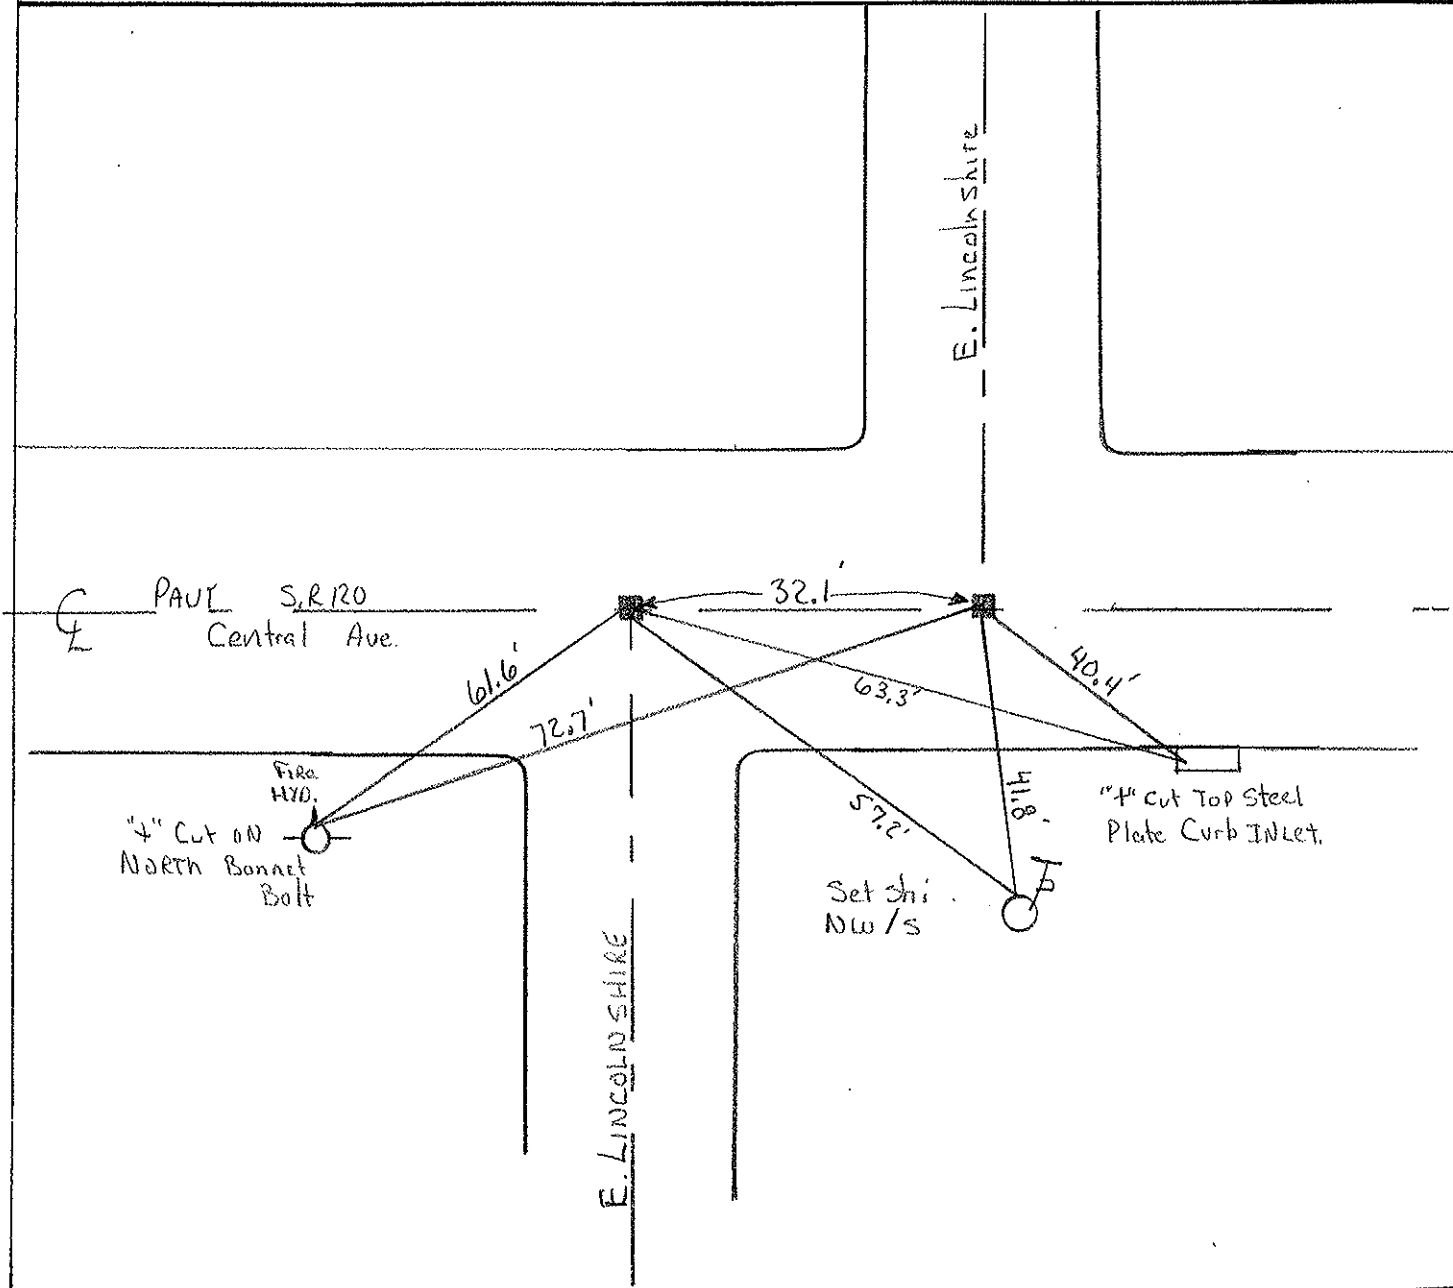 E. Lincolnshire
32.1'
PAVT S.R 120
Central Ave.
61.6'
72.7'
63.3'
40.4'
57.2'
41.8'
Fire
HYD.
"+" Cut ON
NORTH Bonnet
Bolt
"+" Cut Top Steel
Plate Curb INLet.
Set
NW/S
E. LINCOLNSHIRE